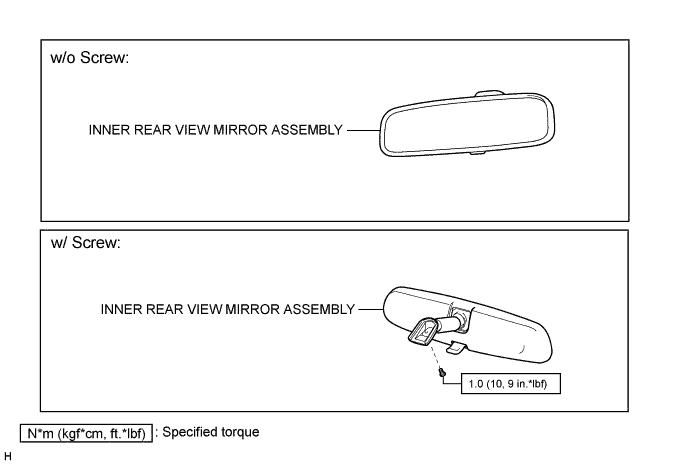 w/o Screw:
INNER REAR VIEW MIRROR ASSEMBLY
w/ Screw:
INNER REAR VIEW MIRROR ASSEMBLY
1.0 (10, 9 in.*lbf)
N*m (kgf*cm, ft.*lbf) : Specified torque
H